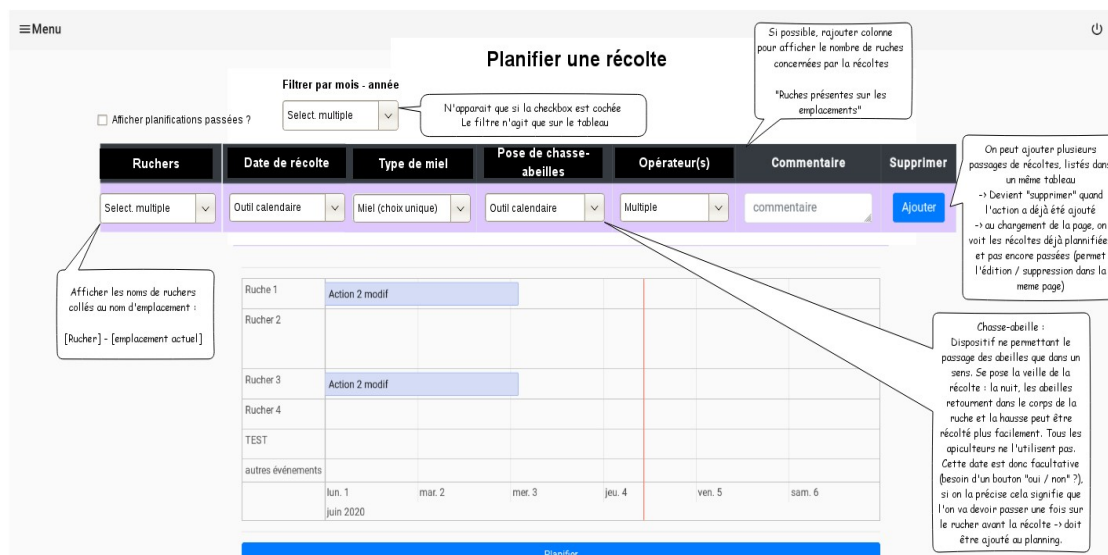 Menu
Planifier une récolte
Si possible, rajouter colonne
pour afficher le nombre de ruches
concernées par la récoltes
"Ruches présentes sur les
emplacements"
Filtrer par mois - année
Afficher planifications passées ?
Select. multiple
N'apparait que si la checkbox est cochée
Le filtre n'agit que sur le tableau
Ruchers
Date de récolte
Type de miel
Pose de chasse-
abeilles
Opérateur(s)
Commentaire
Supprimer
Select. multiple
Outil calendaire
Miel (choix unique)
Outil calendaire
Multiple
commentaire
Ajouter
On peut ajouter plusieurs
passages de récoltes, listés dans
un même tableau
-> Devient "supprimer" quand
l'action a déjà été ajouté
-> au chargement de la page, on
voit les récoltes déjà plannifiée
et pas encore passées (permet
l'édition / suppression dans la
meme page)
Afficher les noms de ruchers
collés au nom d'emplacement :
[Rucher] - [emplacement actuel]
Ruche 1
Action 2 modif
Rucher 2
Rucher 3
Action 2 modif
Rucher 4
TEST
autres événements
lun. 1
mar. 2
mer. 3
jeu. 4
ven. 5
sam. 6
juin 2020
Chasse-abeille :
Dispositif ne permettant le
passage des abeilles que dans un
sens. Se pose la veille de la
récolte : la nuit, les abeilles
retournent dans le corps de la
ruche et la hausse peut être
récolté plus facilement. Tous les
apiculteurs ne l'utilisent pas.
Cette date est donc facultative
(besoin d'un bouton "oui / non" ?),
si on la précise cela signifie que
l'on va devoir passer une fois sur
le rucher avant la récolte -> doit
être ajouté au planning.
Planifier